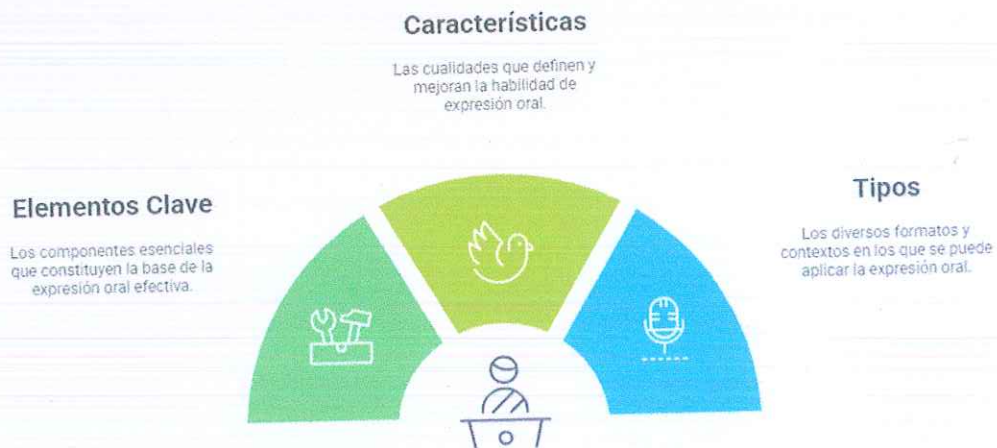 Características
Las cualidades que definen y
mejoran la habilidad de
expresión oral.
Elementos Clave
Los componentes esenciales
que constituyen la base de la
expresión oral efectiva.
Tipos
Los diversos formatos y
contextos en los que se puede
aplicar la expresión oral.